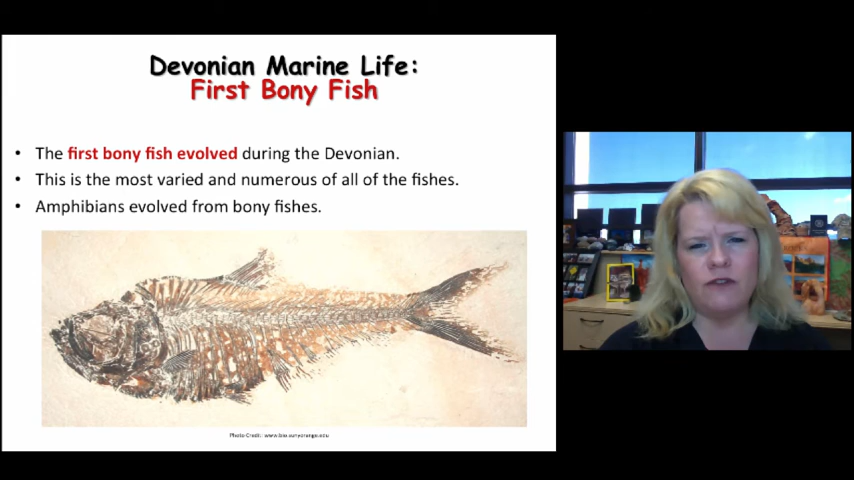 Devonian Marine Life:
First Bony Fish
• The first bony fish evolved during the Devonian.
• This is the most varied and numerous of all of the fishes.
• Amphibians evolved from bony fishes.
Photo Credit: www.bio.sunyorange.edu